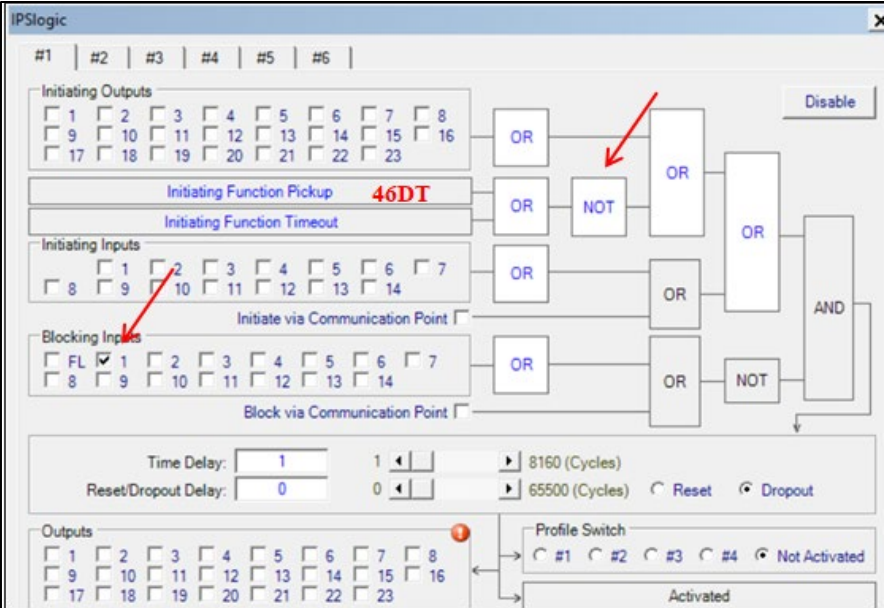 IPSlogic X
#1 #2 #3 #4 #5 #6
Initiating Outputs
Disable
1 2 3 4 5 6 7 8
9 10 11 12 13 14 15 16
17 18 19 20 21 22 23
OR
OR
OR
Initiating Function Pickup 46DT
Initiating Function Timeout
OR
NOT
Initiating Inputs
1 2 3 4 5 6 7
8 9 10 11 12 13 14
OR
OR
AND
Initiate via Communication Point
Blocking Inputs
FL 1 2 3 4 5 6 7
8 9 10 11 12 13 14
OR
OR
NOT
Block via Communication Point
Time Delay: 1 1 8160 (Cycles)
Reset/Dropout Delay: 0 0 65500 (Cycles) Reset Dropout
Outputs !
1 2 3 4 5 6 7 8
9 10 11 12 13 14 15 16
17 18 19 20 21 22 23
Profile Switch
#1 #2 #3 #4 Not Activated
Activated